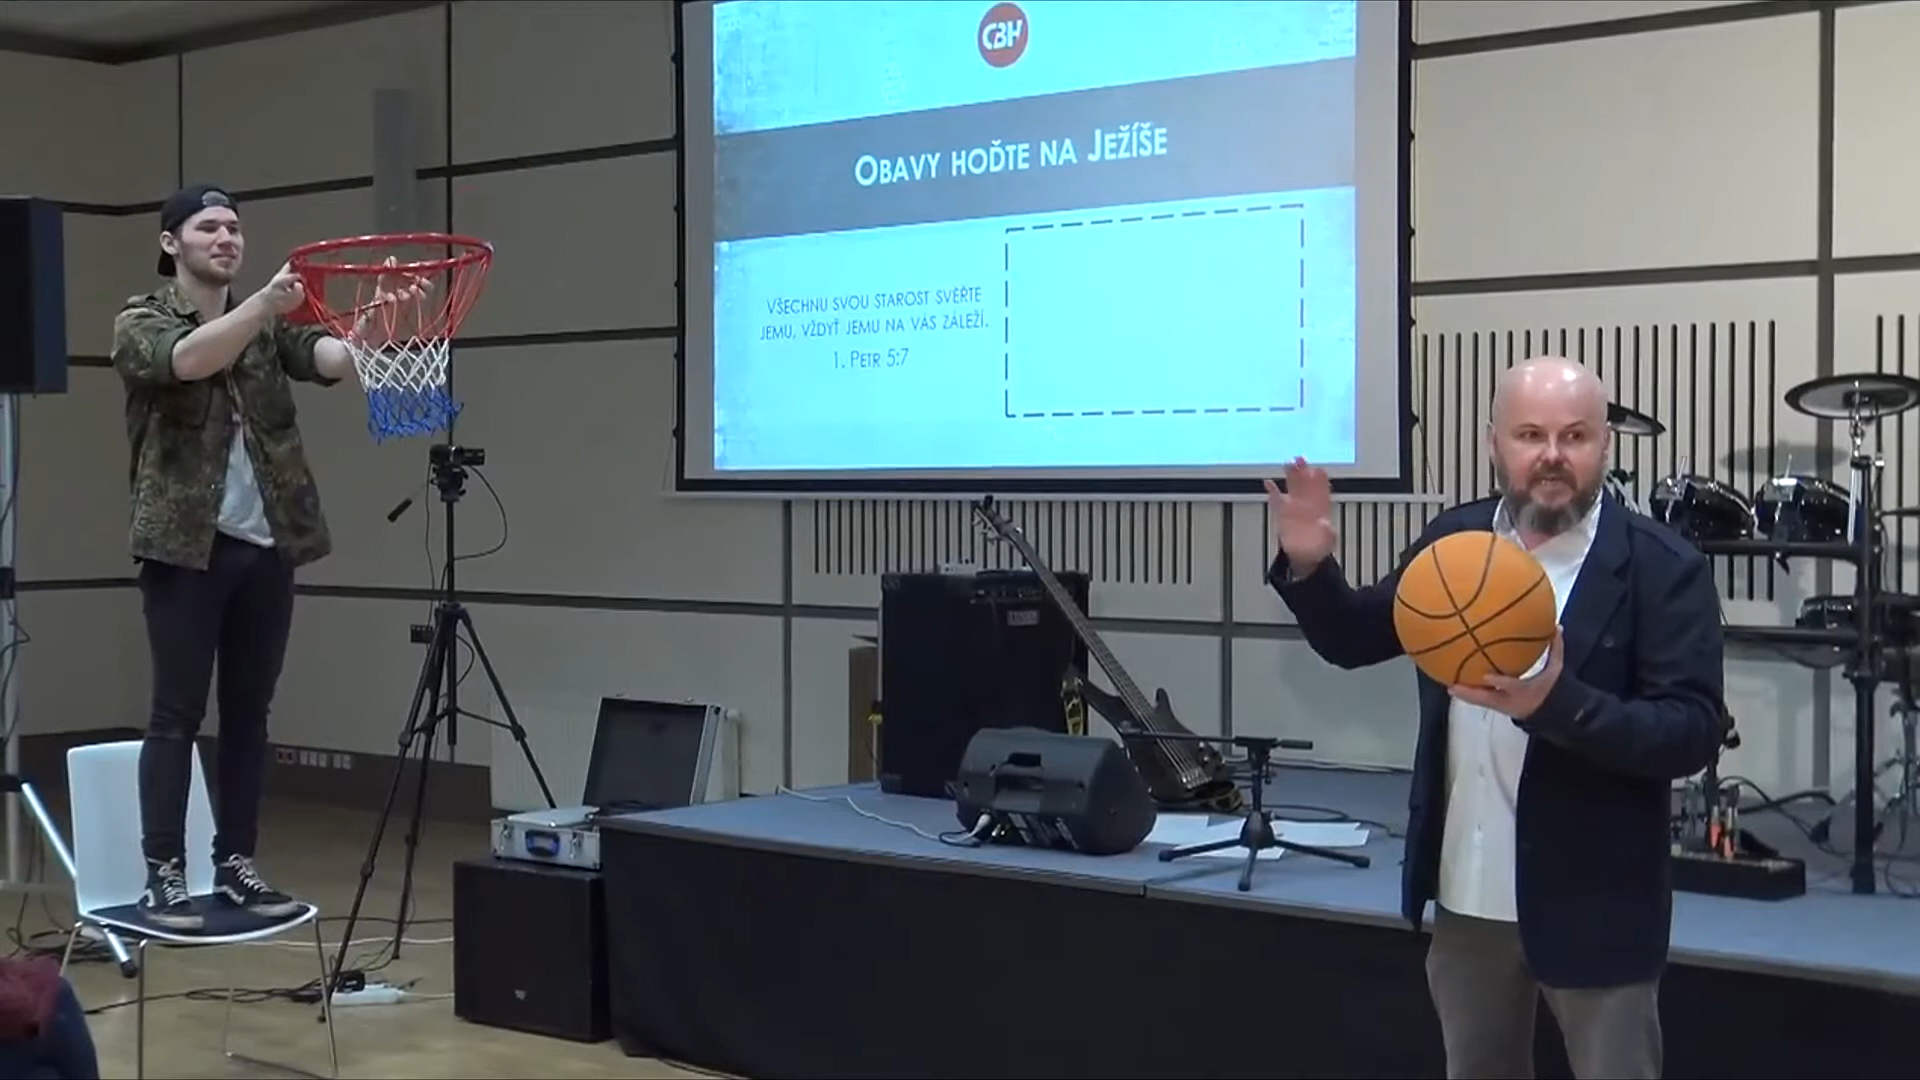 CBH
Obavy hoďte na Ježíše
Všechnu svou starost svěřte
jemu, vždyť jemu na vás záleží.
1. Petr 5:7